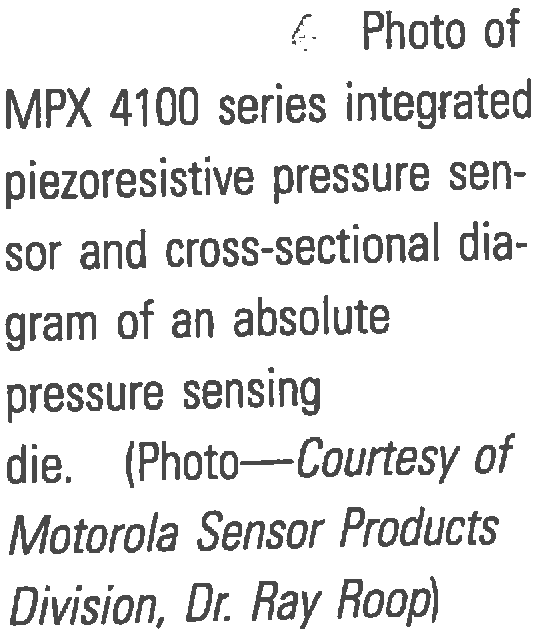 Photo of
MPX 4100 series integrated
piezoresistive pressure sen-
sor and cross-sectional dia-
gram of an absolute
pressure sensing
die. (Photo—Courtesy of
Motorola Sensor Products
Division, Dr. Ray Roop)